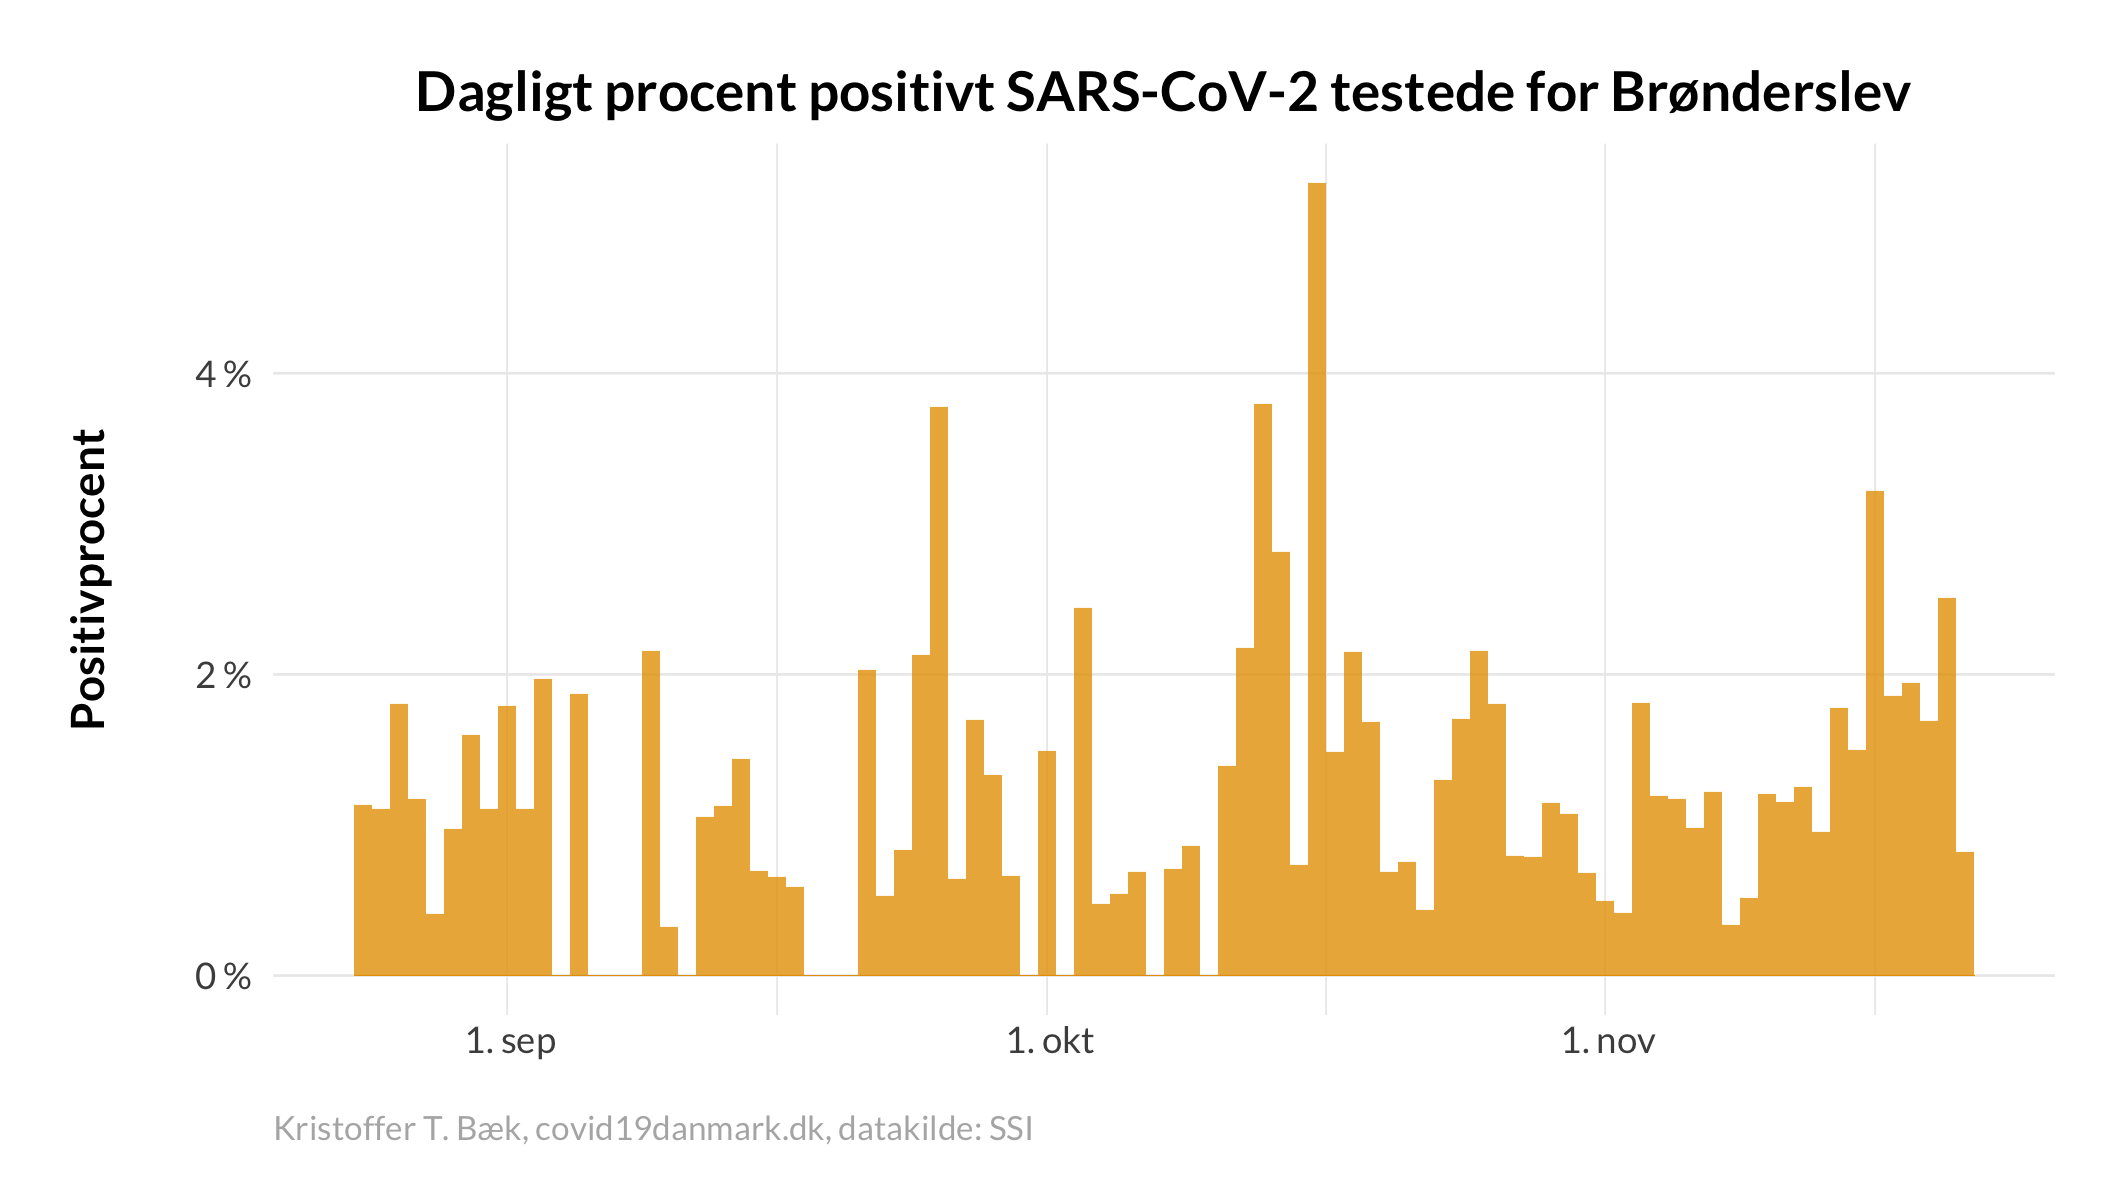 Dagligt procent positivt SARS-CoV-2 testede for Brønderslev
Positivprocent
4 %
2 %
0 %
1. sep
1. okt
1. nov
Kristoffer T. Bæk, covid19danmark.dk, datakilde: SSI